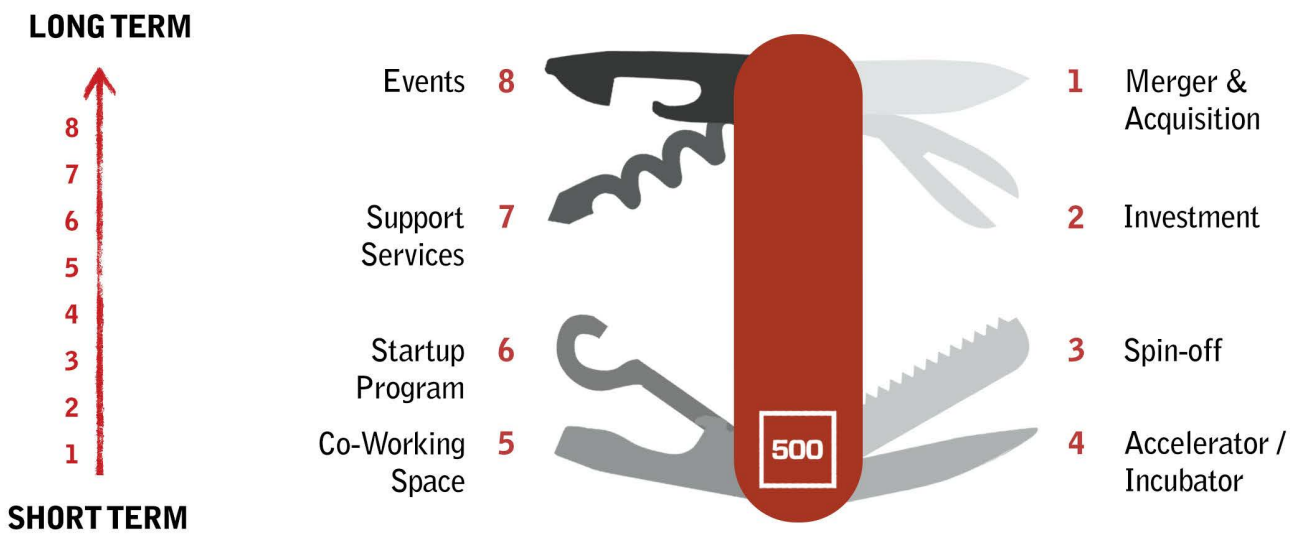 LONG TERM
8
7
6
5
4
3
2
1
SHORT TERM
Events 8
Support 7
Services
Startup 6
Program
Co-Working 5
Space
500
1 Merger &
Acquisition
2 Investment
3 Spin-off
4 Accelerator /
Incubator